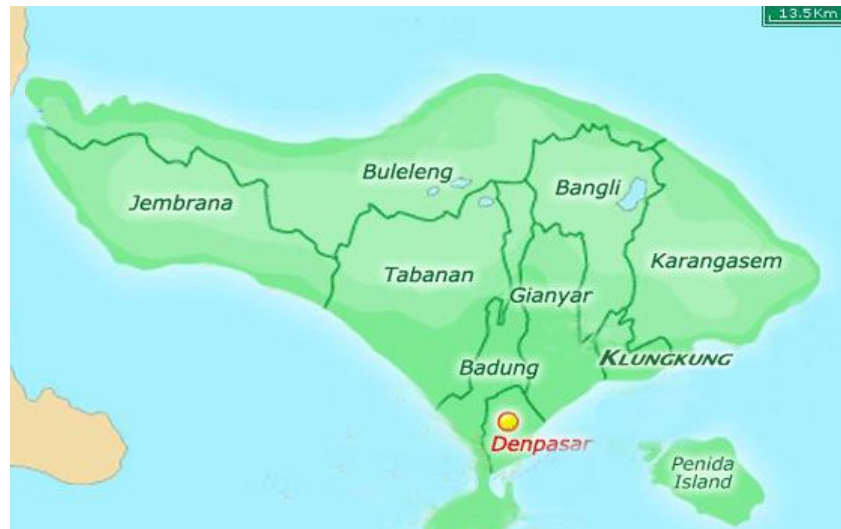 13.5Km
Buleleng
Bangli
Jembrana
Karangasem
Tabanan
Gianyar
KLUNGKUNG
Badung
Denpasar
Penida
Island